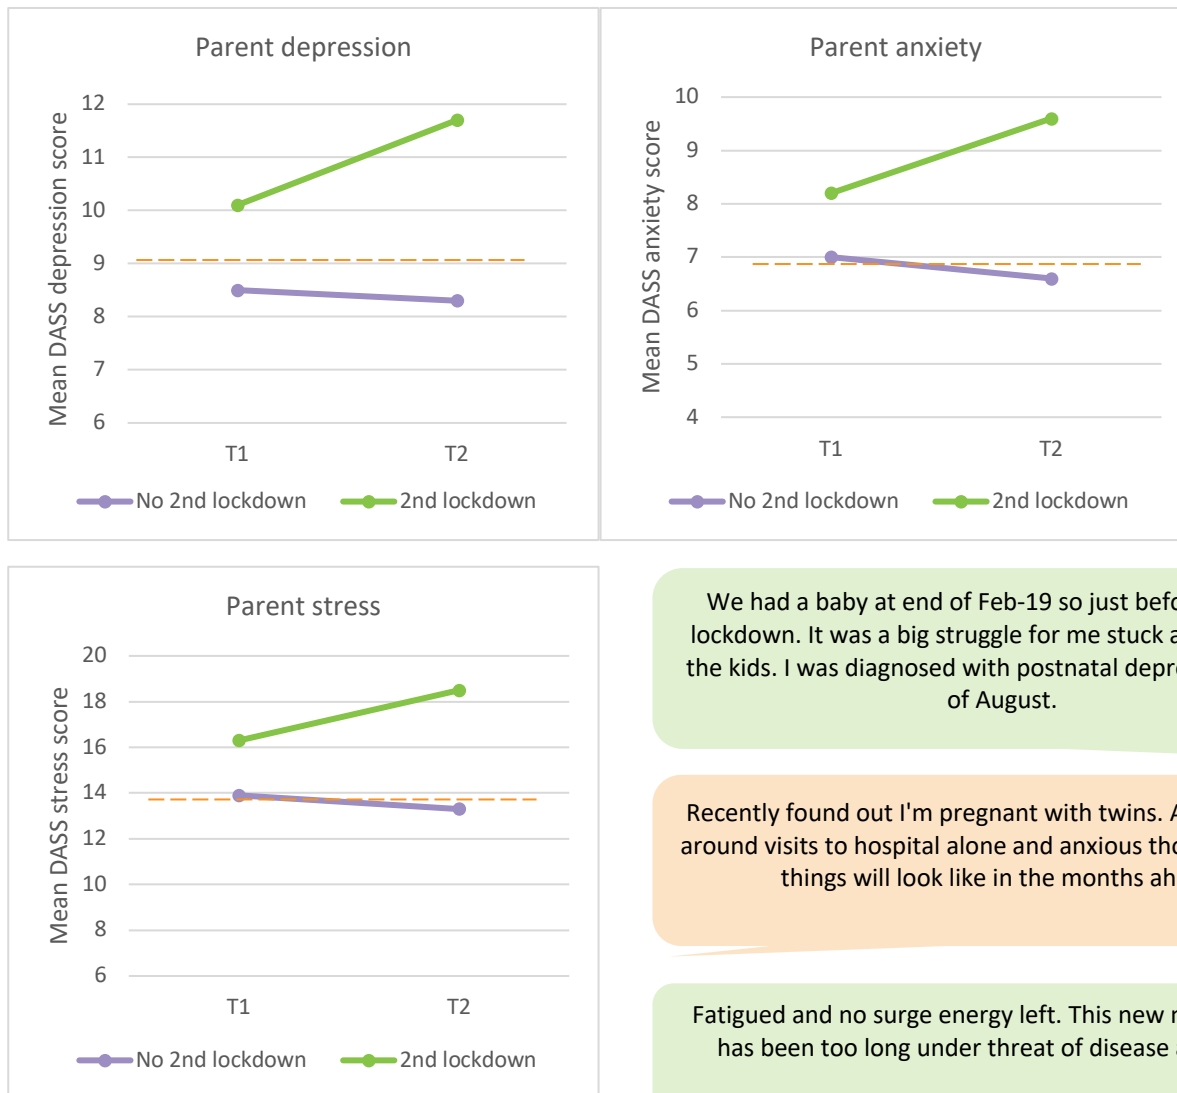 Parent depression
Mean DASS depression score
12
11
10
9
8
7
6
T1 T2
No 2nd lockdown 2nd lockdown
Parent anxiety
Mean DASS anxiety score
10
9
8
7
6
5
4
T1 T2
No 2nd lockdown 2nd lockdown
Parent stress
Mean DASS stress score
20
18
16
14
12
10
8
6
T1 T2
No 2nd lockdown 2nd lockdown
We had a baby at end of Feb-19 so just befo
lockdown. It was a big struggle for me stuck a
the kids. I was diagnosed with postnatal depr
of August.
Recently found out I'm pregnant with twins. A
around visits to hospital alone and anxious tho
things will look like in the months ah
Fatigued and no surge energy left. This new n
has been too long under threat of disease